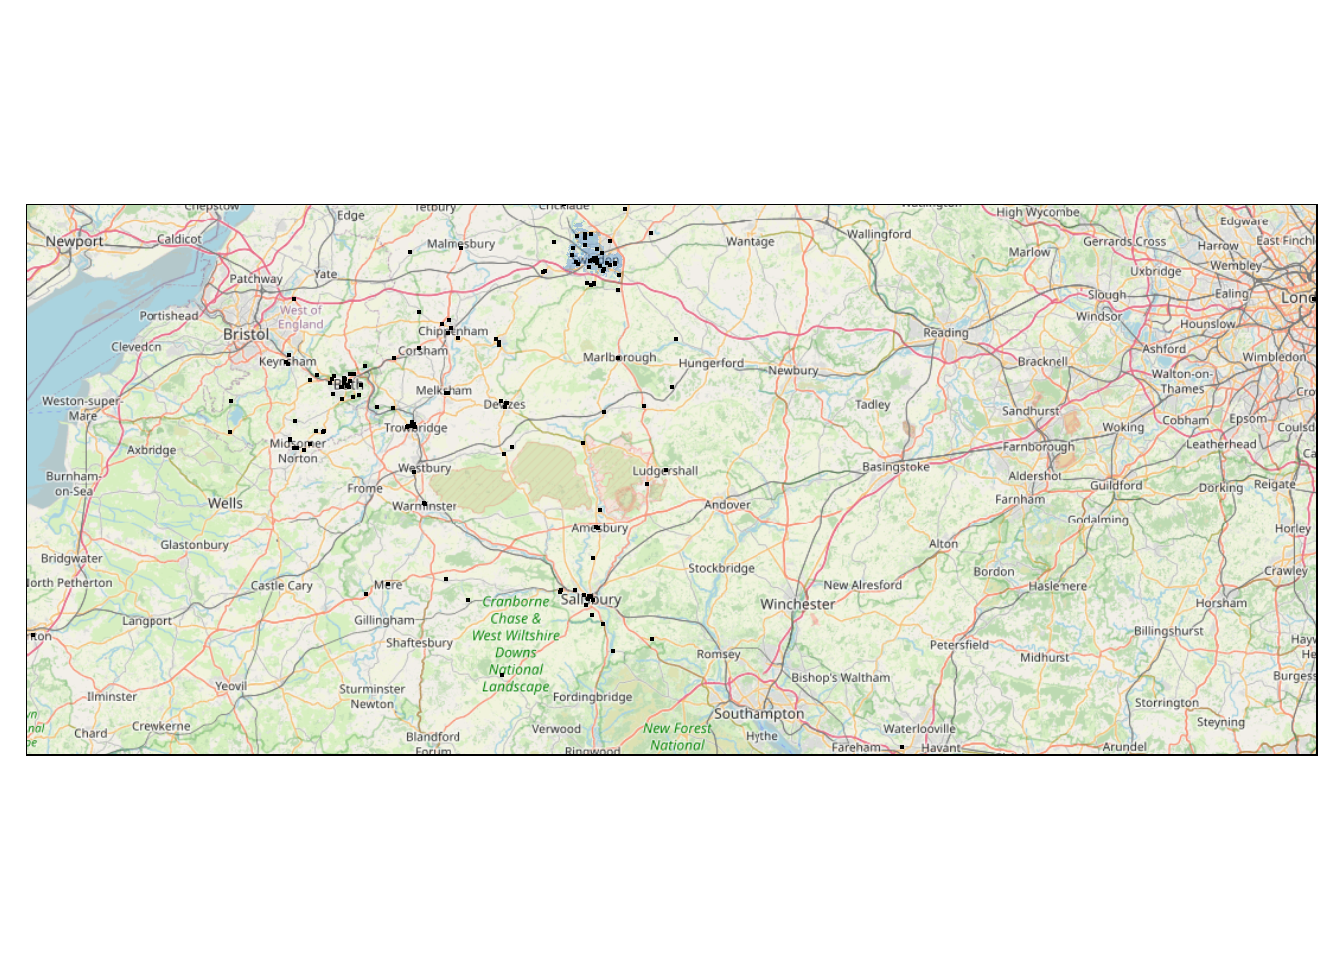 Chepstow
Edge
Tetbury
Cricklade
High Wycombe
Edgware
Newport
Caldicot
Malmesbury
Wantage
Wallingford
Marlow
Gerrards Cross
Harrow
East Finchl
Yate
Patchway
Uxbridge
Wembley
Portishead
West of
England
Slough
Ealing
Lond
Windsor
Hounslow
Bristol
Chippenham
Reading
Clevedon
Keynsham
Corsham
Marlborough
Hungerford
Newbury
Bracknell
Ashford
Wimbledon
Weston-super-
Mare
Bath
Melksham
Devizes
Tadley
Sandhurst
Walton-on-
Thames
Cro
Trowbridge
Woking
Cobham
Epsom
Coulsd
Axbridge
Midsomer
Norton
Farnborough
Leatherhead
Ca
Burnham-
on-Sea
Westbury
Ludgershall
Basingstoke
Aldershot
Guildford
Dorking
Reigate
Frome
Wells
Warminster
Andover
Farnham
Godalming
Amesbury
Horley
Glastonbury
Alton
Bridgwater
Stockbridge
Bordon
Crawley
North Petherton
Castle Cary
Mere
New Alresford
Haslemere
Cranborne
Chase &
West Wiltshire
Downs
National
Landscape
Salisbury
Winchester
Horsham
Langport
Gillingham
Billingshurst
ton
Shaftesbury
Petersfield
Hayw
He
Romsey
Midhurst
Bishop's Waltham
Burgess
Yeovil
Ilminster
Sturminster
Newton
Fordingbridge
Storrington
Southampton
Steyning
Crewkerne
Chard
Verwood
New Forest
National
Hythe
Waterlooville
Blandford
Forum
Ringwood
Fareham
Havant
Arundel